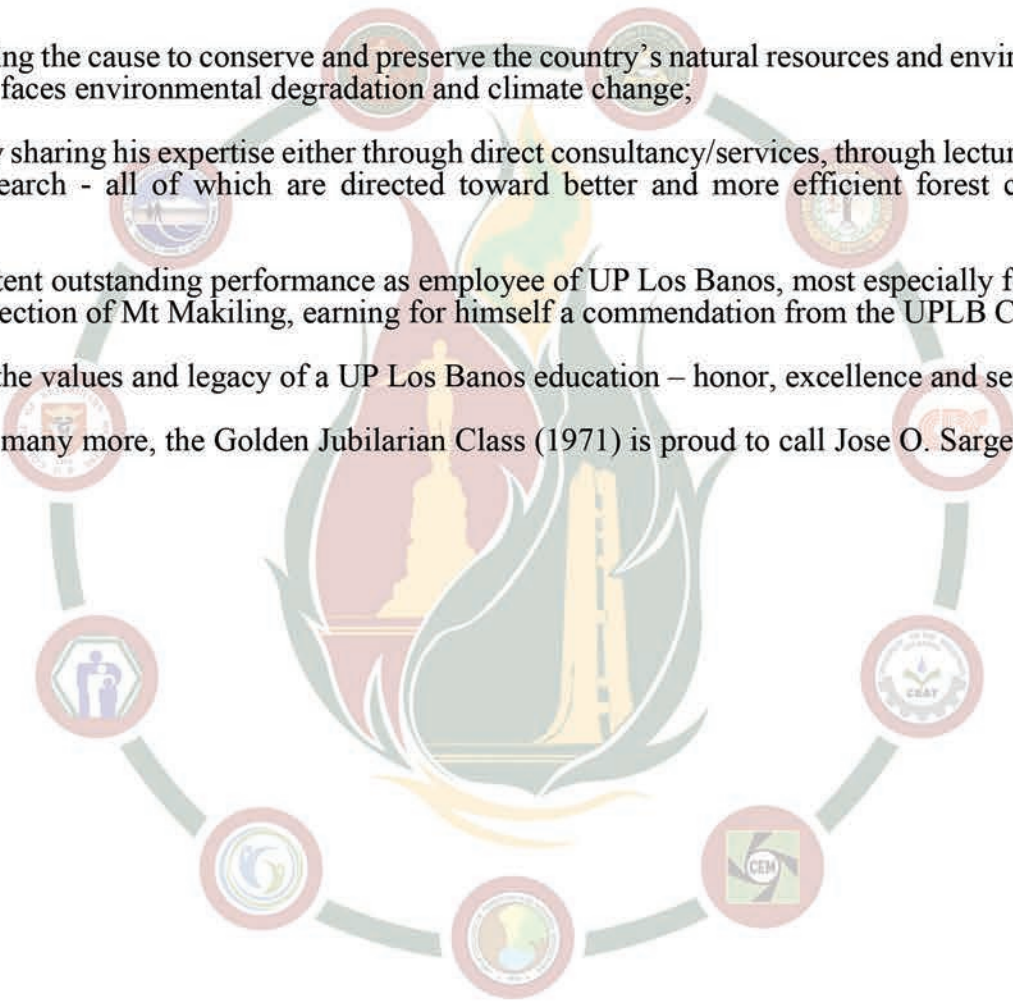 ing the cause to conserve and preserve the country’s natural resources and envir
faces environmental degradation and climate change;
sharing his expertise either through direct consultancy/services, through lectur
earch - all of which are directed toward better and more efficient forest c
tent outstanding performance as employee of UP Los Banos, most especially f
ection of Mt Makiling, earning for himself a commendation from the UPLB C
the values and legacy of a UP Los Banos education – honor, excellence and se
many more, the Golden Jubilarian Class (1971) is proud to call Jose O. Sarge
CEAT
CEM